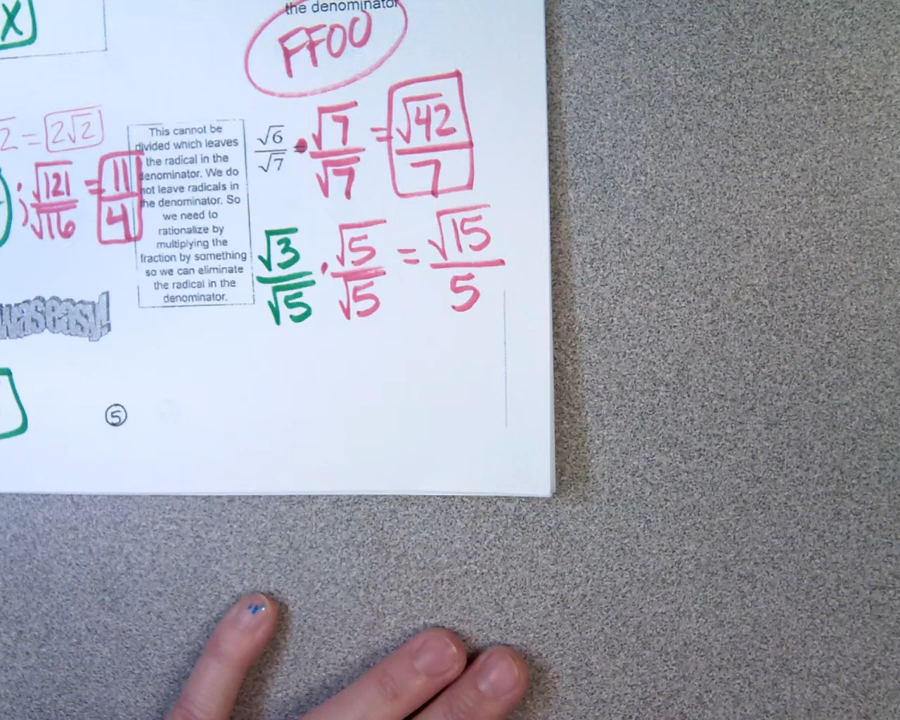 X
the denominator
FFOO
2 = 2√2
; √121/√16 = 11/4
This cannot be
divided which leaves
the radical in the
denominator. We do
not leave radicals in
the denominator. So
we need to
rationalize by
multiplying the
fraction by something
so we can eliminate
the radical in the
denominator.
√6/√7 • √7/√7 = √42/7
√3/√5 · √5/√5 = √15/5
was easy!
5